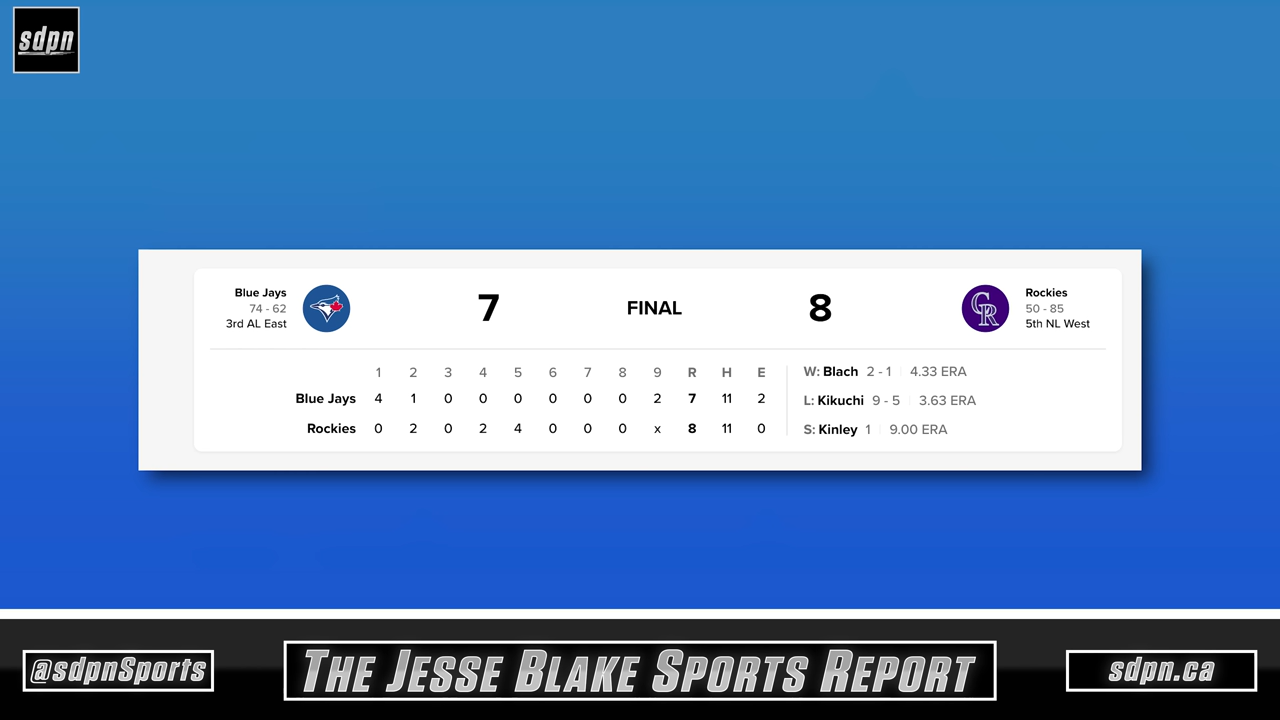 sdpn
Blue Jays
74 - 62
3rd AL East
7
FINAL
8
CR
Rockies
50 - 85
5th NL West
1 2 3 4 5 6 7 8 9 R H E
Blue Jays 4 1 0 0 0 0 0 0 2 7 11 2
Rockies 0 2 0 2 4 0 0 0 x 8 11 0
W: Blach 2 - 1 4.33 ERA
L: Kikuchi 9 - 5 3.63 ERA
S: Kinley 1 9.00 ERA
@sdpnSports
THE JESSE BLAKE SPORTS REPORT
sdpn.ca